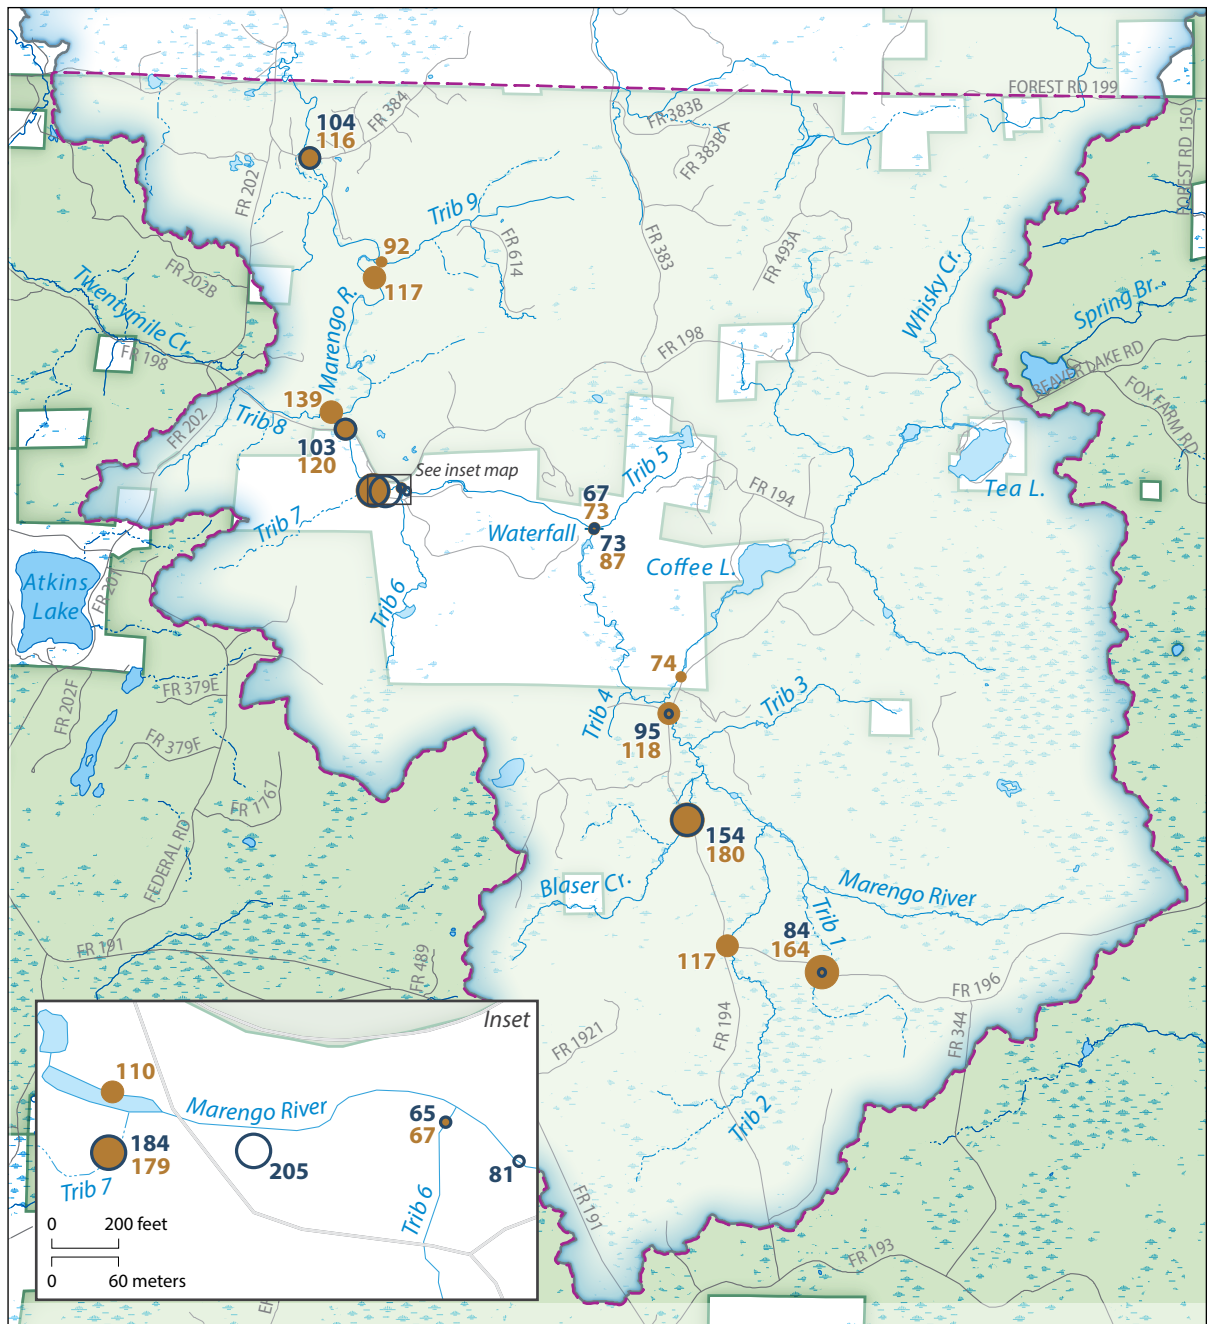 FOREST RD 199
104
116
FR 384
FR 383B
FR 383BA
FOREST RD 150
FR 202
Trib 9
92
117
FR 614
FR 383
FR 493A
Whisky Cr.
Spring Br.
FR 202B
Twentymile Cr.
FR 198
Marengo R.
FR 198
BEAVER LAKE RD
FOX FARM RD
139
Trib 8
FR 202
103
120
See inset map
Trib 5
FR 194
Tea L.
67
73
Trib 7
Waterfall
73
87
Coffee L.
Atkins
Lake
FR 201
Trib 6
74
FR 379E
FR 202F
Trib 4
Trib 3
95
118
FR 379F
FR 1761
FEDERAL RD
154
180
Blaser Cr.
Marengo River
Trib 1
84
164
FR 191
FR 489
117
FR 196
FR 194
FR 344
FR 1921
Trib 2
FR 191
FR 193
Inset
110
Marengo River
65
67
184
179
205
81
Trib 7
Trib 6
0 200 feet
0 60 meters